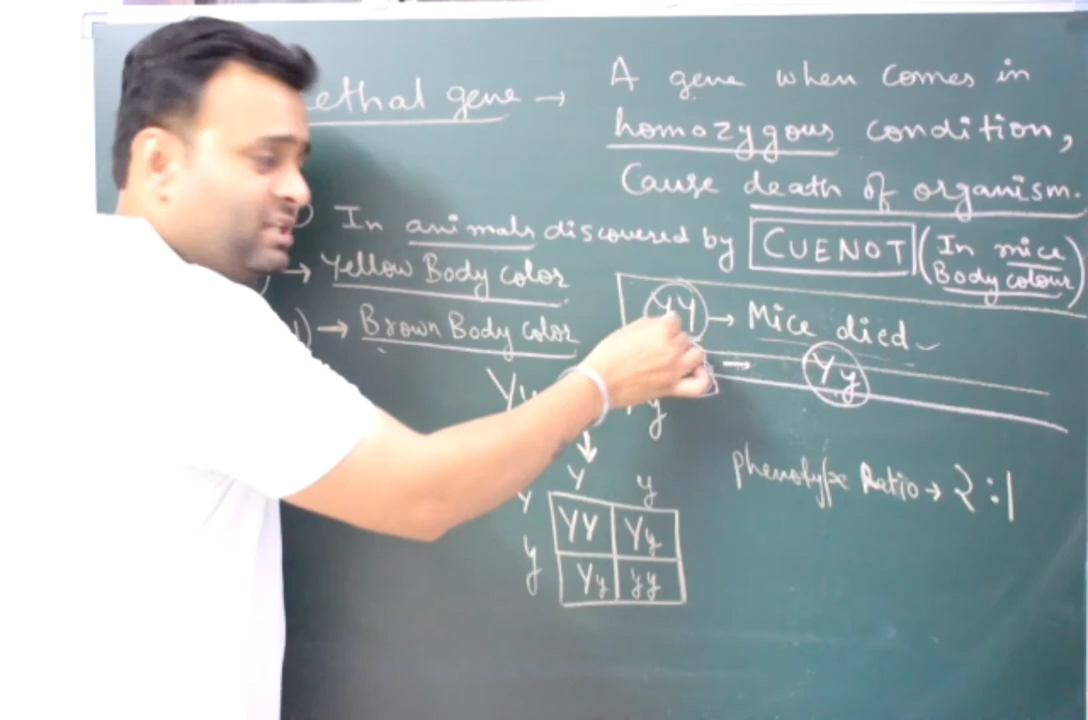 ethal gene →
A gene when comes in
homozygous condition,
Cause death of organism.
In animals discovered by CUENOT (In mice
Body colour)
→ Yellow Body color
→ Brown Body color
YY → Mice died
→ Yy
phenotype Ratio → 2:1
Y y
Y YY Yy
y Yy yy